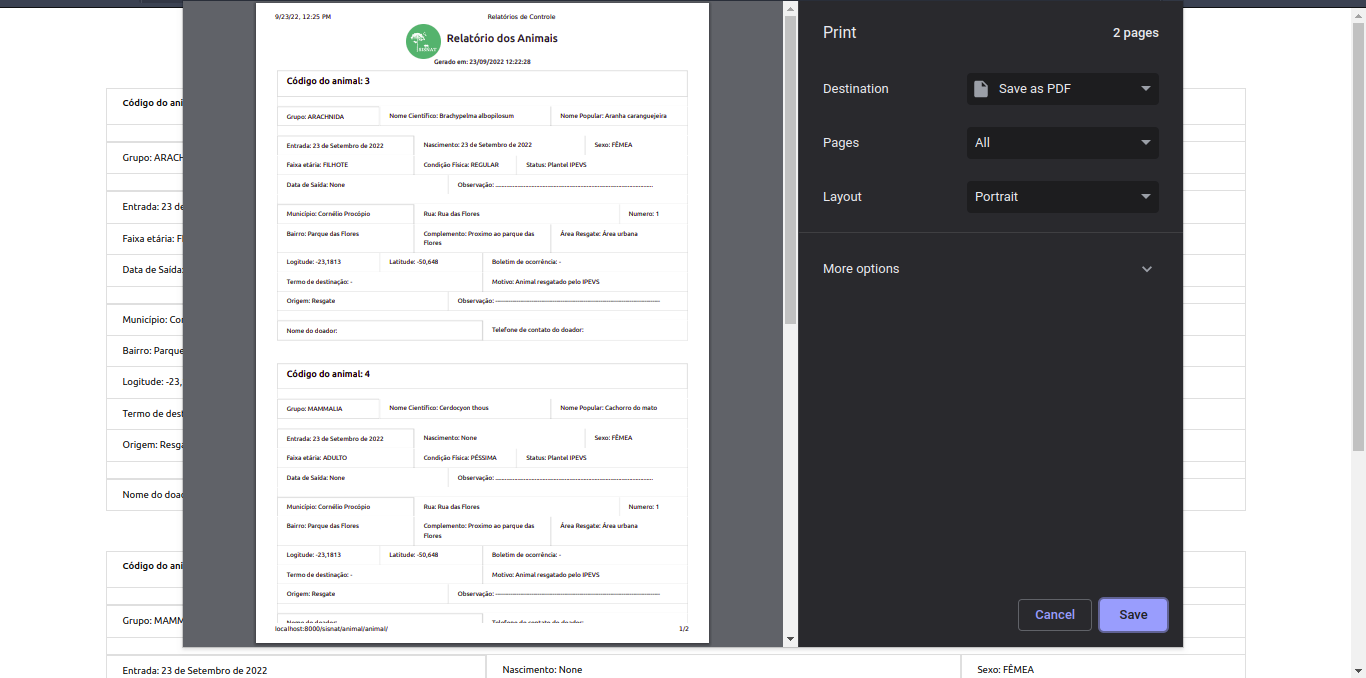 9/23/22, 12:25 PM Relatórios de Controle
SISNAT Relatório dos Animais
Gerado em: 23/09/2022 12:22:28
Código do animal: 3
Grupo: ARACHNIDA Nome Científico: Brachypelma albopilosum Nome Popular: Aranha caranguejeira
Entrada: 23 de Setembro de 2022 Nascimento: 23 de Setembro de 2022 Sexo: FÊMEA
Faixa etária: FILHOTE Condição Física: REGULAR Status: Plantel IPEVS
Data de Saída: None Observação: ...............................................................................
Município: Cornélio Procópio Rua: Rua das Flores Numero: 1
Bairro: Parque das Flores Complemento: Proximo ao parque das Área Resgate: Área urbana
Flores
Logitude: -23,1813 Latitude: -50,648 Boletim de ocorrência: -
Termo de destinação: - Motivo: Animal resgatado pelo IPEVS
Origem: Resgate Observação: -------------------------------------------------------------------------------
Nome do doador: Telefone de contato do doador:
Código do animal: 4
Grupo: MAMMALIA Nome Científico: Cerdocyon thous Nome Popular: Cachorro do mato
Entrada: 23 de Setembro de 2022 Nascimento: None Sexo: FÊMEA
Faixa etária: ADULTO Condição Física: PÉSSIMA Status: Plantel IPEVS
Data de Saída: None Observação: ...............................................................................
Município: Cornélio Procópio Rua: Rua das Flores Numero: 1
Bairro: Parque das Flores Complemento: Proximo ao parque das Área Resgate: Área urbana
Flores
Logitude: -23,1813 Latitude: -50,648 Boletim de ocorrência: -
Termo de destinação: - Motivo: Animal resgatado pelo IPEVS
Origem: Resgate Observação: -------------------------------------------------------------------------------
Nome do doador: Telefone de contato do doador:
localhost:8000/sisnat/animal/animal/ 1/2
Print 2 pages
Destination Save as PDF
Pages All
Layout Portrait
More options
Cancel Save
Código do ani
Grupo: ARACH
Entrada: 23 de
Faixa etária: FI
Data de Saída:
Município: Cor
Bairro: Parque
Logitude: -23,
Termo de dest
Origem: Resga
Nome do doad
Código do ani
Grupo: MAMM
Entrada: 23 de Setembro de 2022 Nascimento: None Sexo: FÊMEA